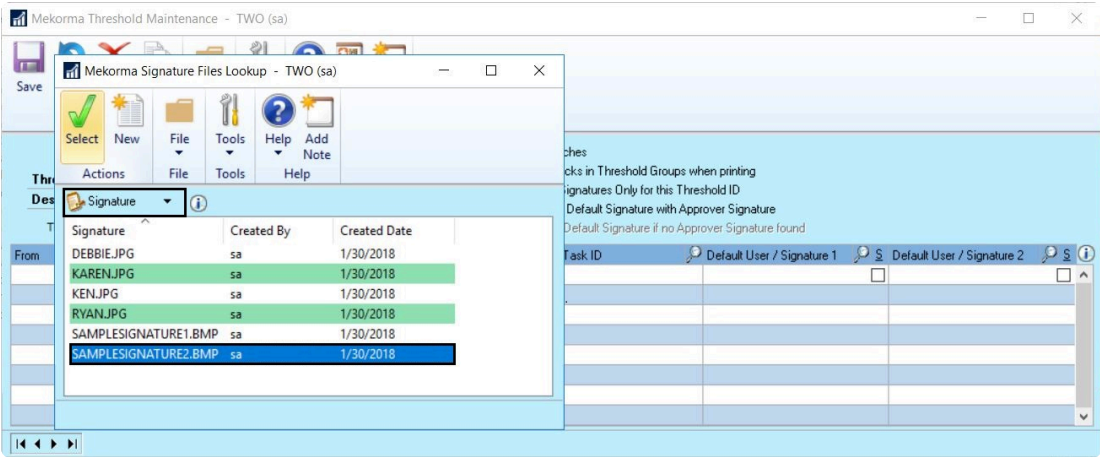 Mekorma Threshold Maintenance - TWO (sa)
Save
Mekorma Signature Files Lookup - TWO (sa)
Select New File Tools Help Add Note
Actions File Tools Help
Signature
Signature Created By Created Date
DEBBIE.JPG sa 1/30/2018
KAREN.JPG sa 1/30/2018
KEN.JPG sa 1/30/2018
RYAN.JPG sa 1/30/2018
SAMPLESIGNATURE1.BMP sa 1/30/2018
SAMPLESIGNATURE2.BMP sa 1/30/2018
ches
cks in Threshold Groups when printing
Thr
ignatures Only for this Threshold ID
Des
Default Signature with Approver Signature
T
Default Signature if no Approver Signature found
From Task ID Default User / Signature 1 S Default User / Signature 2 S